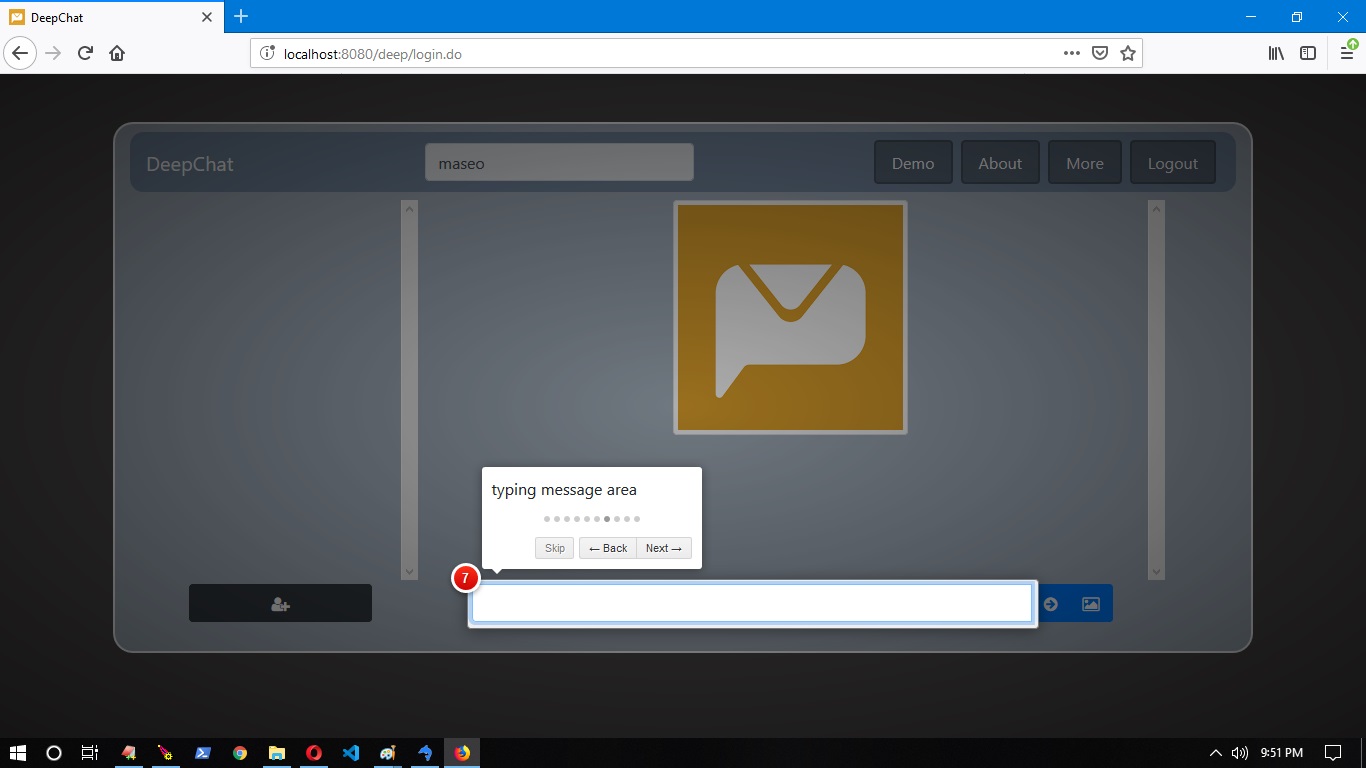 DeepChat
localhost:8080/deep/login.do
DeepChat
maseo
Demo
About
More
Logout
typing message area
Skip
← Back
Next →
7
9:51 PM